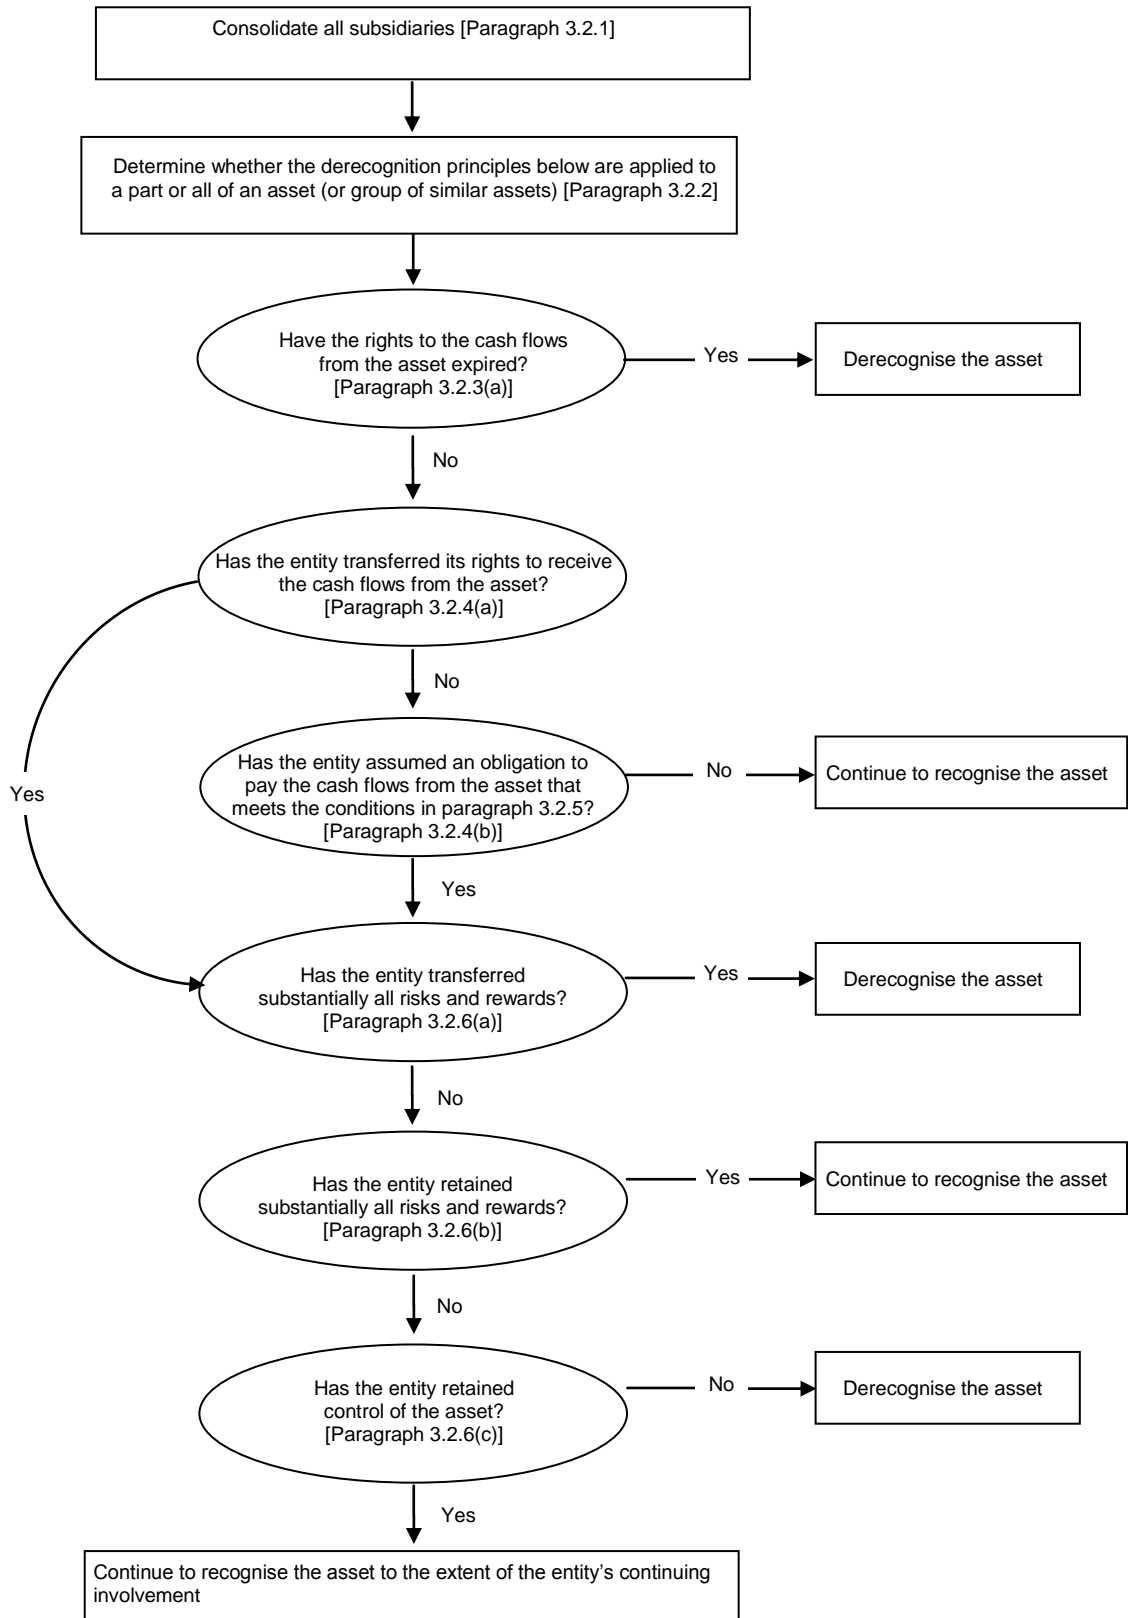 Consolidate all subsidiaries [Paragraph 3.2.1]
Determine whether the derecognition principles below are applied to
a part or all of an asset (or group of similar assets) [Paragraph 3.2.2]
Have the rights to the cash flows
from the asset expired?
[Paragraph 3.2.3(a)]
Yes
Derecognise the asset
No
Has the entity transferred its rights to receive
the cash flows from the asset?
[Paragraph 3.2.4(a)]
No
Yes
Has the entity assumed an obligation to
pay the cash flows from the asset that
meets the conditions in paragraph 3.2.5?
[Paragraph 3.2.4(b)]
No
Continue to recognise the asset
Yes
Has the entity transferred
substantially all risks and rewards?
[Paragraph 3.2.6(a)]
Yes
Derecognise the asset
No
Has the entity retained
substantially all risks and rewards?
[Paragraph 3.2.6(b)]
Yes
Continue to recognise the asset
No
Has the entity retained
control of the asset?
[Paragraph 3.2.6(c)]
No
Derecognise the asset
Yes
Continue to recognise the asset to the extent of the entity's continuing
involvement